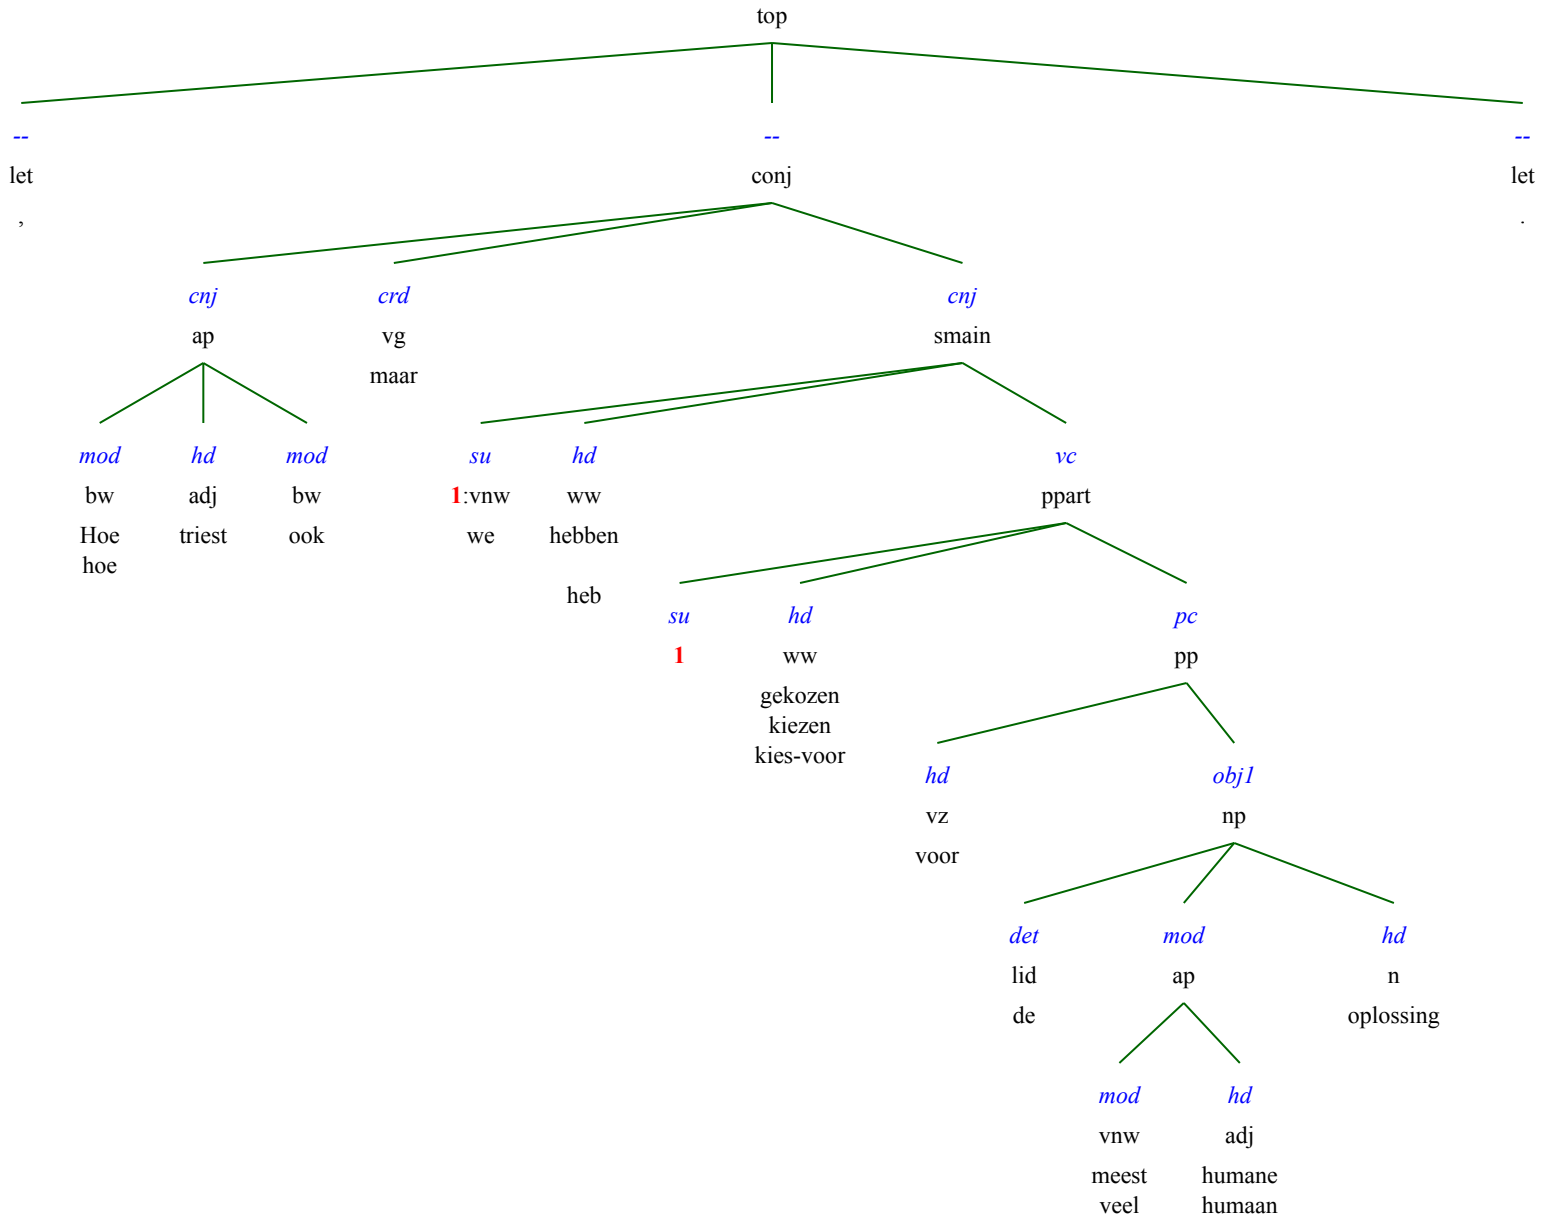 top
-- -- --
let conj let
, .
cnj crd cnj
ap vg smain
maar
mod hd mod su hd vc
bw adj bw 1:vnw ww ppart
Hoe triest ook we hebben
hoe
heb
su hd pc
1 ww pp
gekozen
kiezen
kies-voor
hd obj1
vz np
voor
det mod hd
lid ap n
de oplossing
mod hd
vnw adj
meest humane
veel humaan